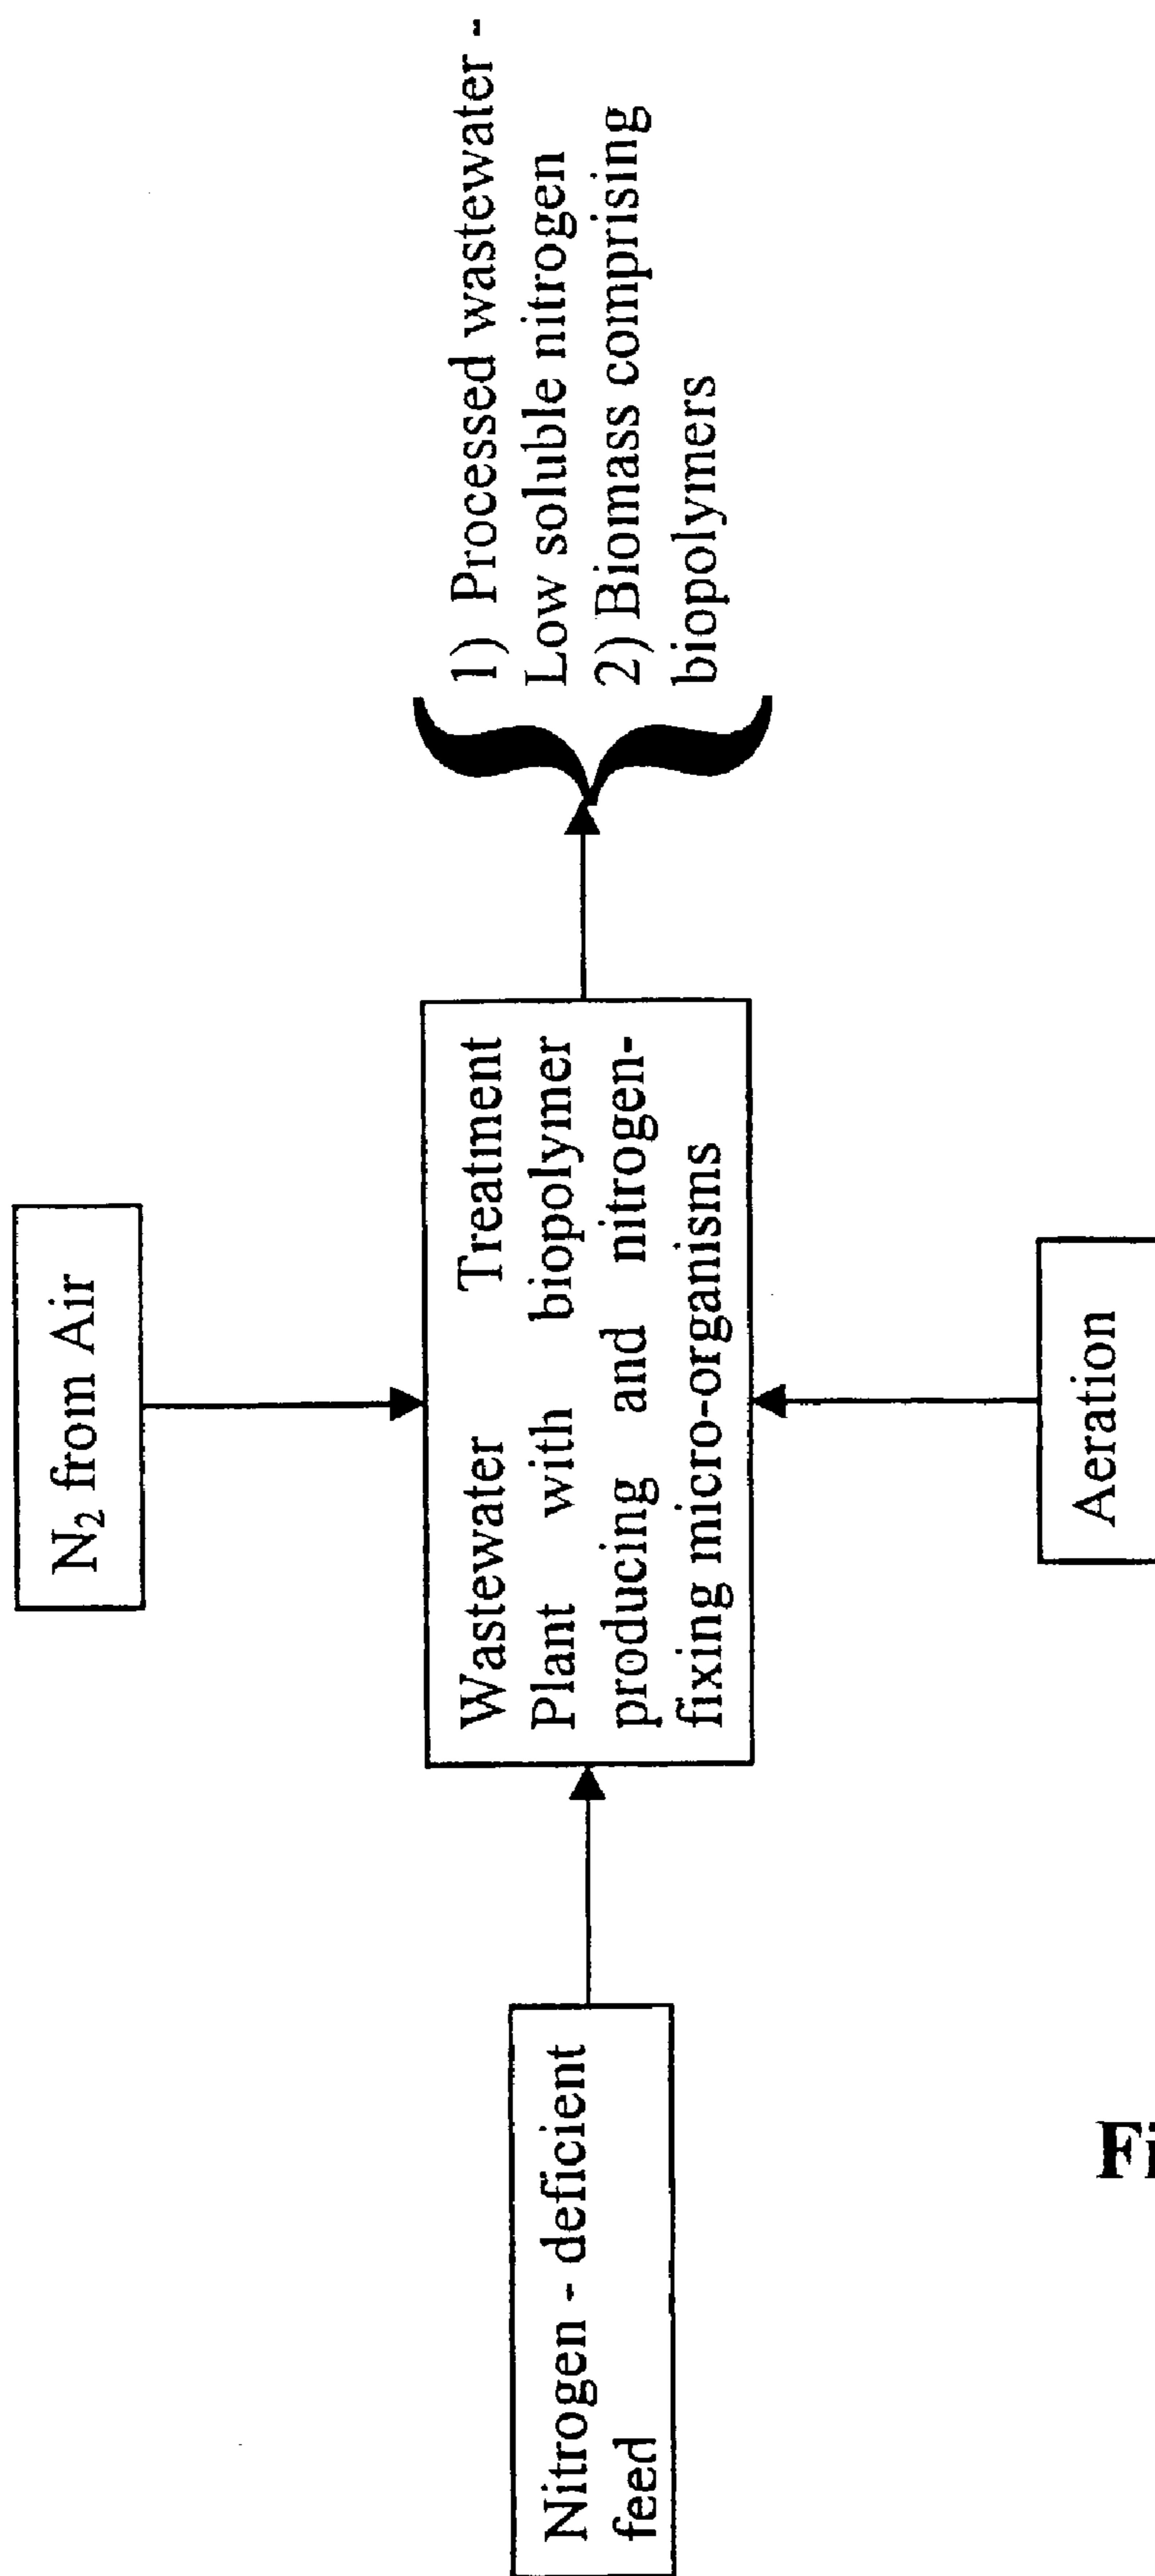 N₂ from Air
Nitrogen - deficient
feed
Wastewater Treatment
Plant with biopolymer
producing and nitrogen-
fixing micro-organisms
1) Processed wastewater -
Low soluble nitrogen
2) Biomass comprising
biopolymers
Aeration
Fi